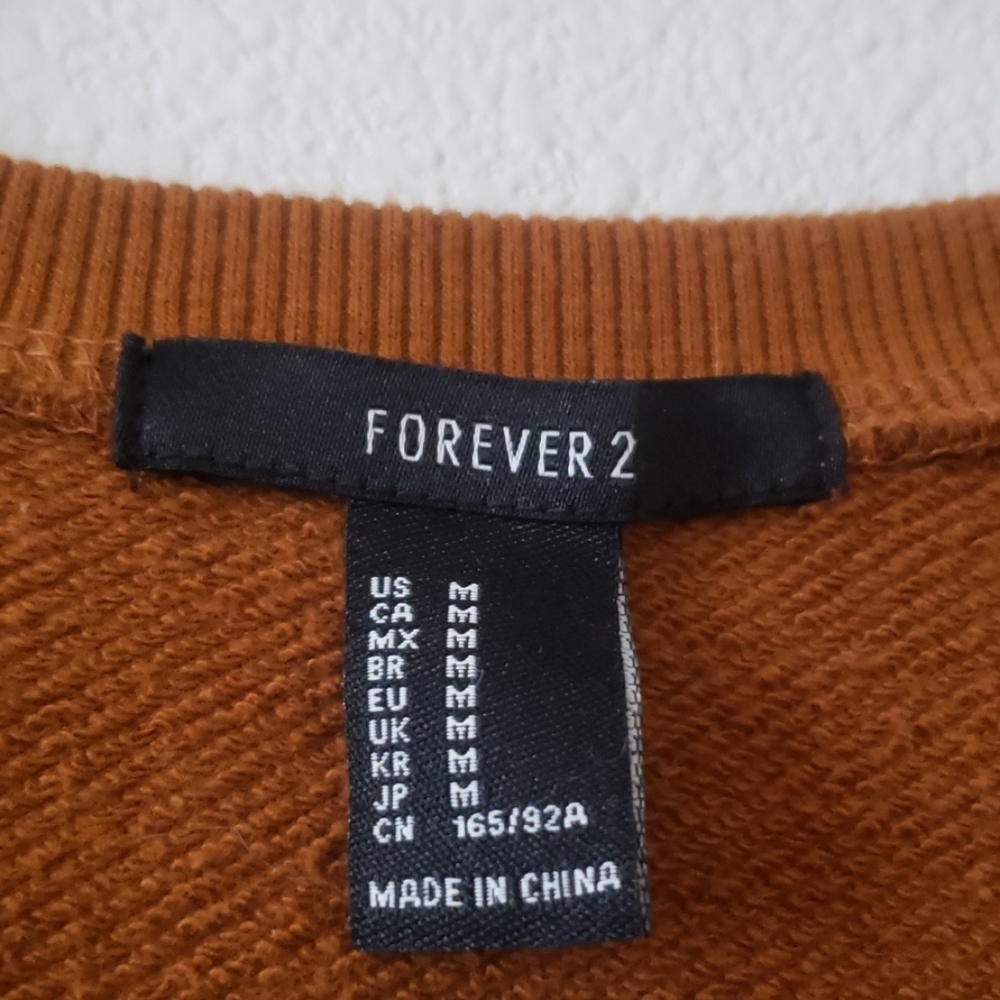 FOREVER 2
US M
CA M
MX M
BR M
EU M
UK M
KR M
JP M
CN 165/92A
MADE IN CHINA